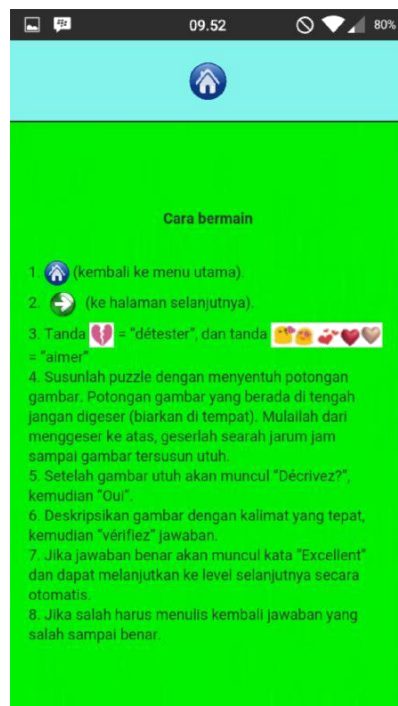 09.52
80%
Cara bermain
1. (kembali ke menu utama).
2. (ke halaman selanjutnya).
3. Tanda = "détester", dan tanda
= "aimer"
4. Susunlah puzzle dengan menyentuh potongan
gambar. Potongan gambar yang berada di tengah
jangan digeser (biarkan di tempat). Mulailah dari
menggeser ke atas, geserlah searah jarum jam
sampai gambar tersusun utuh.
5. Setelah gambar utuh akan muncul "Décrivez?",
kemudian "Oui".
6. Deskripsikan gambar dengan kalimat yang tepat,
kemudian "vérifiez" jawaban.
7. Jika jawaban benar akan muncul kata "Excellent"
dan dapat melanjutkan ke level selanjutnya secara
otomatis.
8. Jika salah harus menulis kembali jawaban yang
salah sampai benar.